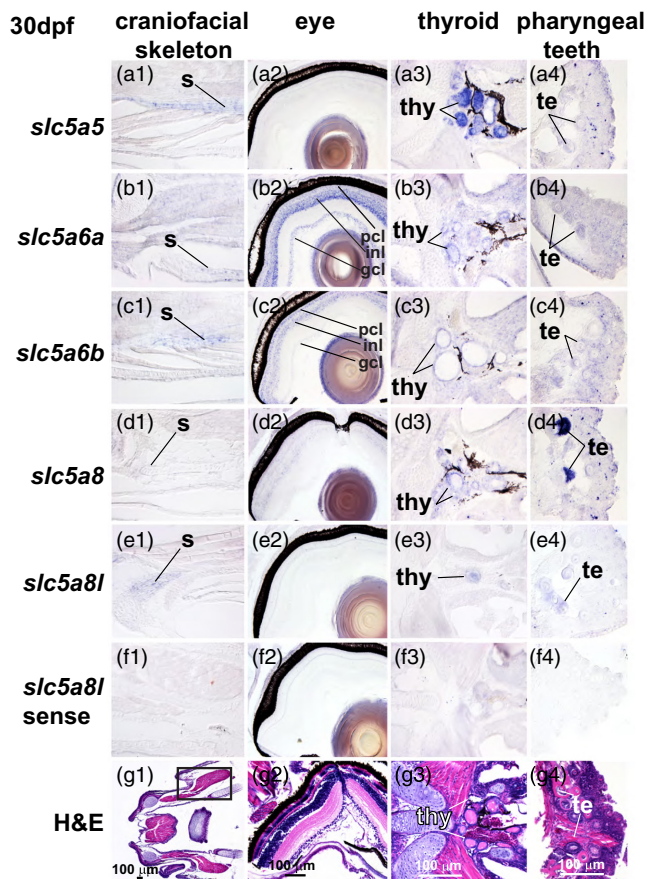 30dpf
craniofacial skeleton
eye
thyroid
pharyngeal teeth
slc5a5
(a1) s
(a2)
(a3) thy
(a4) te
slc5a6a
(b1) s
(b2) pcl inl gcl
(b3) thy
(b4) te
slc5a6b
(c1) s
(c2) pcl inl gcl
(c3) thy
(c4) te
slc5a8
(d1) s
(d2)
(d3) thy
(d4) te
slc5a8l
(e1) s
(e2)
(e3) thy
(e4) te
slc5a8l sense
(f1)
(f2)
(f3)
(f4)
H&E
(g1) 100 μm
(g2) 100 μm
(g3) thy 100 μm
(g4) te 100 μm